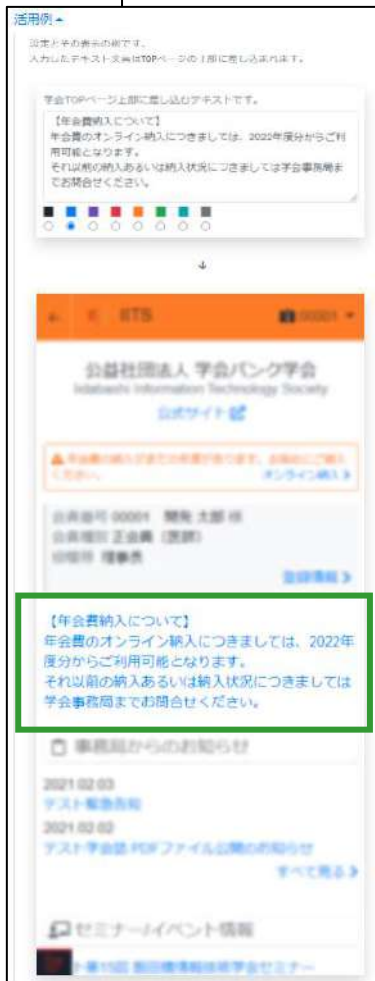 活用例
設定とその表示の例です。
入力したテキスト文章はTOPページの上部に差し込まれます。
学会TOPページ上部に差し込むテキストです。
【年会費納入について】
年会費のオンライン納入につきましては、2022年度分からご利
用可能となります。
それ以前の納入あるいは納入状況につきましては学会事務局ま
でお問合せください。
↓
IITS
00001
公益社団法人 学会バンク学会
Iidabashi Information Technology Society
公式サイト
オンライン納入
会員番号 00001 開発 太郎 様
会員種別 正会員（医師）
役職等 理事長
登録情報
【年会費納入について】
年会費のオンライン納入につきましては、2022年
度分からご利用可能となります。
それ以前の納入あるいは納入状況につきましては
学会事務局までお問合せください。
事務局からのお知らせ
2021.02.03
テスト緊急告知
2021.02.02
テスト学会誌 PDFファイル公開のお知らせ
すべて見る
セミナー/イベント情報